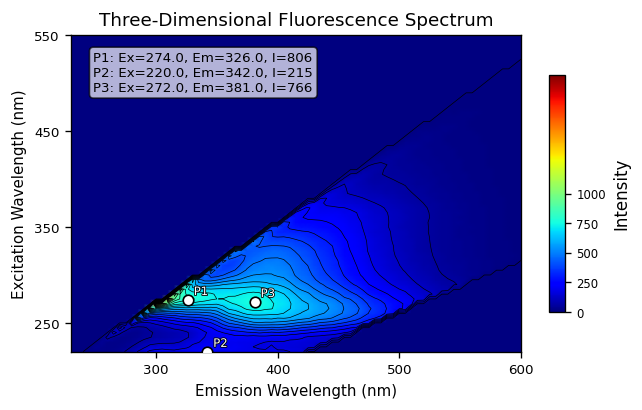 Three-Dimensional Fluorescence Spectrum
P1: Ex=274.0, Em=326.0, I=806
P2: Ex=220.0, Em=342.0, I=215
P3: Ex=272.0, Em=381.0, I=766
550
450
350
250
Excitation Wavelength (nm)
P1
P3
P2
300
400
500
600
Emission Wavelength (nm)
1000
750
500
250
0
Intensity